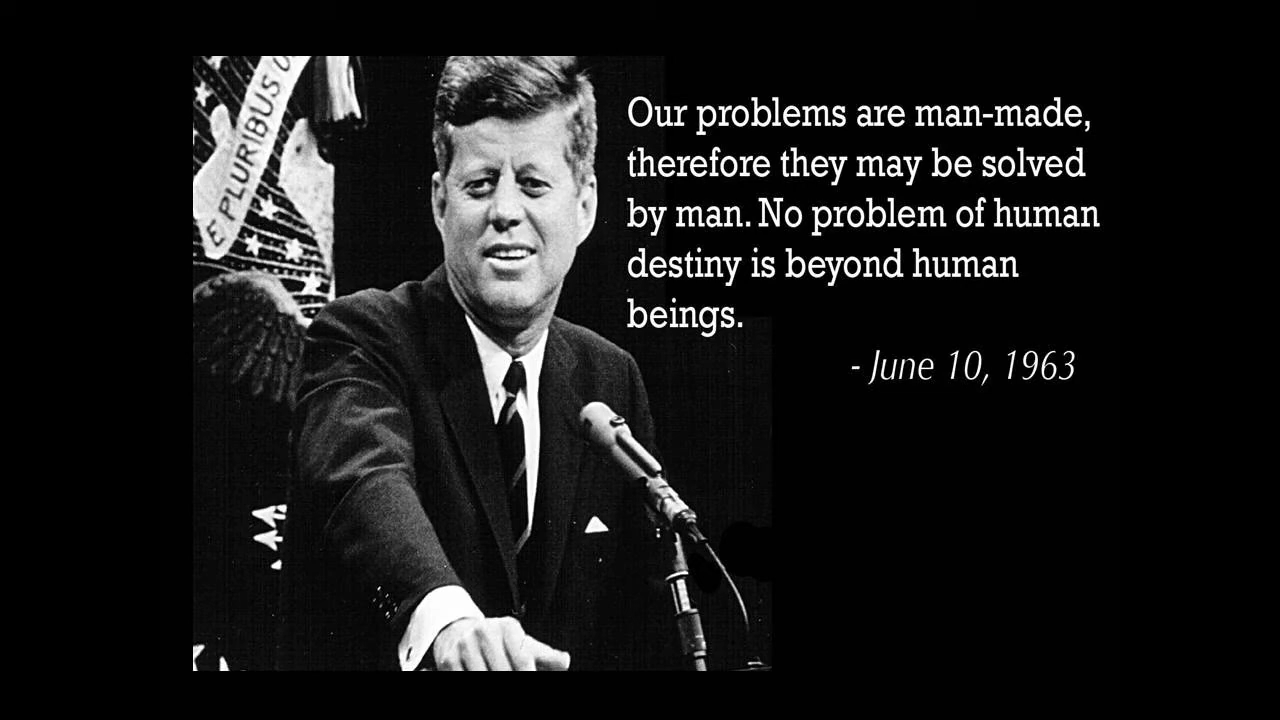 E PLURIBUS U
Our problems are man-made,
therefore they may be solved
by man. No problem of human
destiny is beyond human
beings.
- June 10, 1963